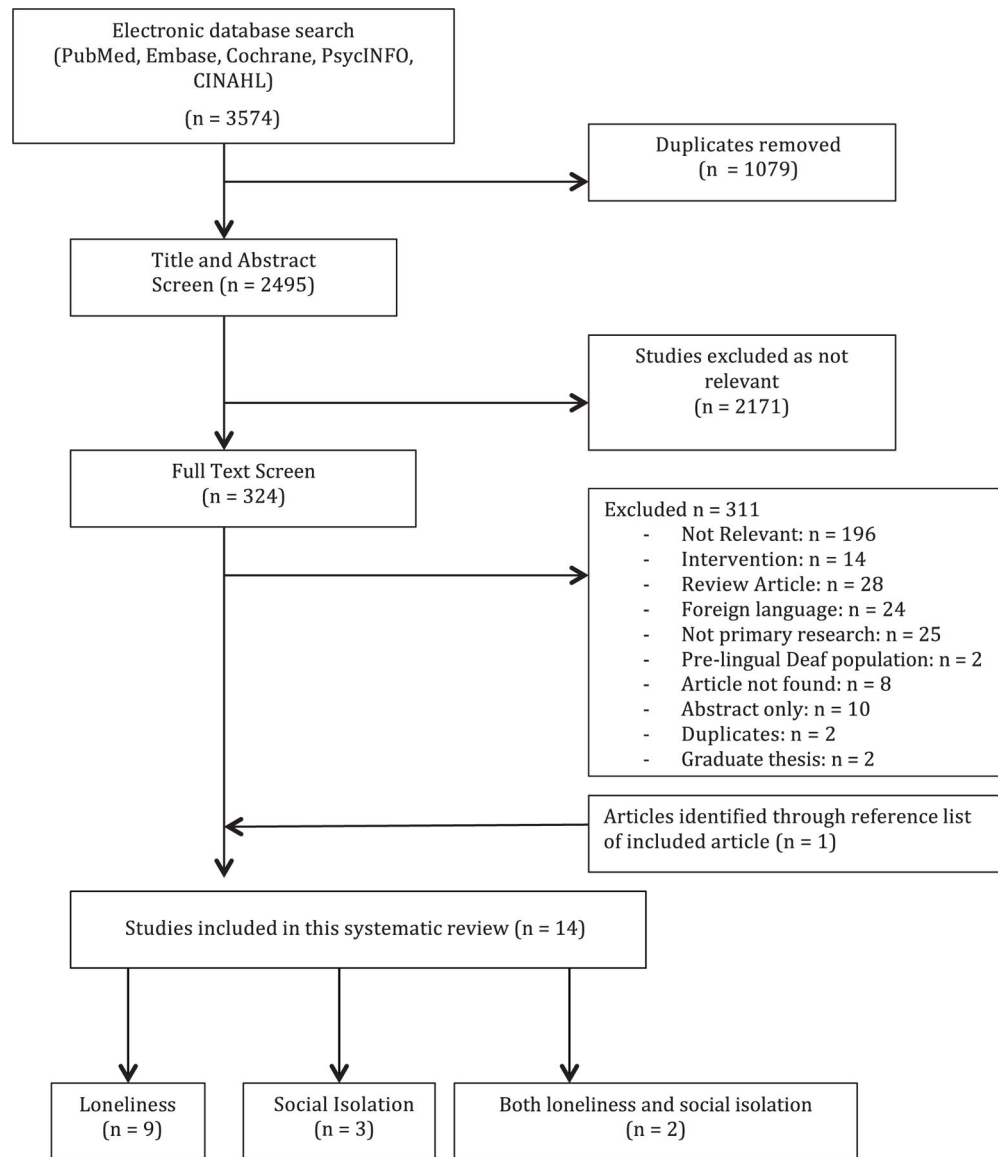 Electronic database search
(PubMed, Embase, Cochrane, PsycINFO,
CINAHL)
(n = 3574)
Duplicates removed
(n = 1079)
Title and Abstract
Screen (n = 2495)
Studies excluded as not
relevant
(n = 2171)
Full Text Screen
(n = 324)
Excluded n = 311
- Not Relevant: n = 196
- Intervention: n = 14
- Review Article: n = 28
- Foreign language: n = 24
- Not primary research: n = 25
- Pre-lingual Deaf population: n = 2
- Article not found: n = 8
- Abstract only: n = 10
- Duplicates: n = 2
- Graduate thesis: n = 2
Articles identified through reference list
of included article (n = 1)
Studies included in this systematic review (n = 14)
Loneliness
(n = 9)
Social Isolation
(n = 3)
Both loneliness and social isolation
(n = 2)